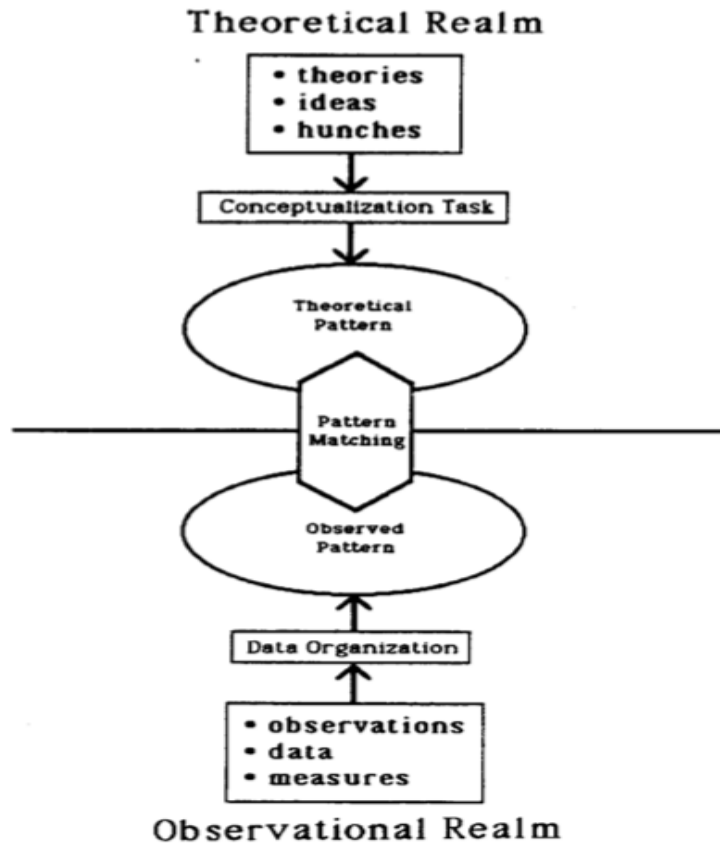 Theoretical Realm
• theories
• ideas
• hunches
Conceptualization Task
Theoretical
Pattern
Pattern
Matching
Observed
Pattern
Data Organization
• observations
• data
• measures
Observational Realm